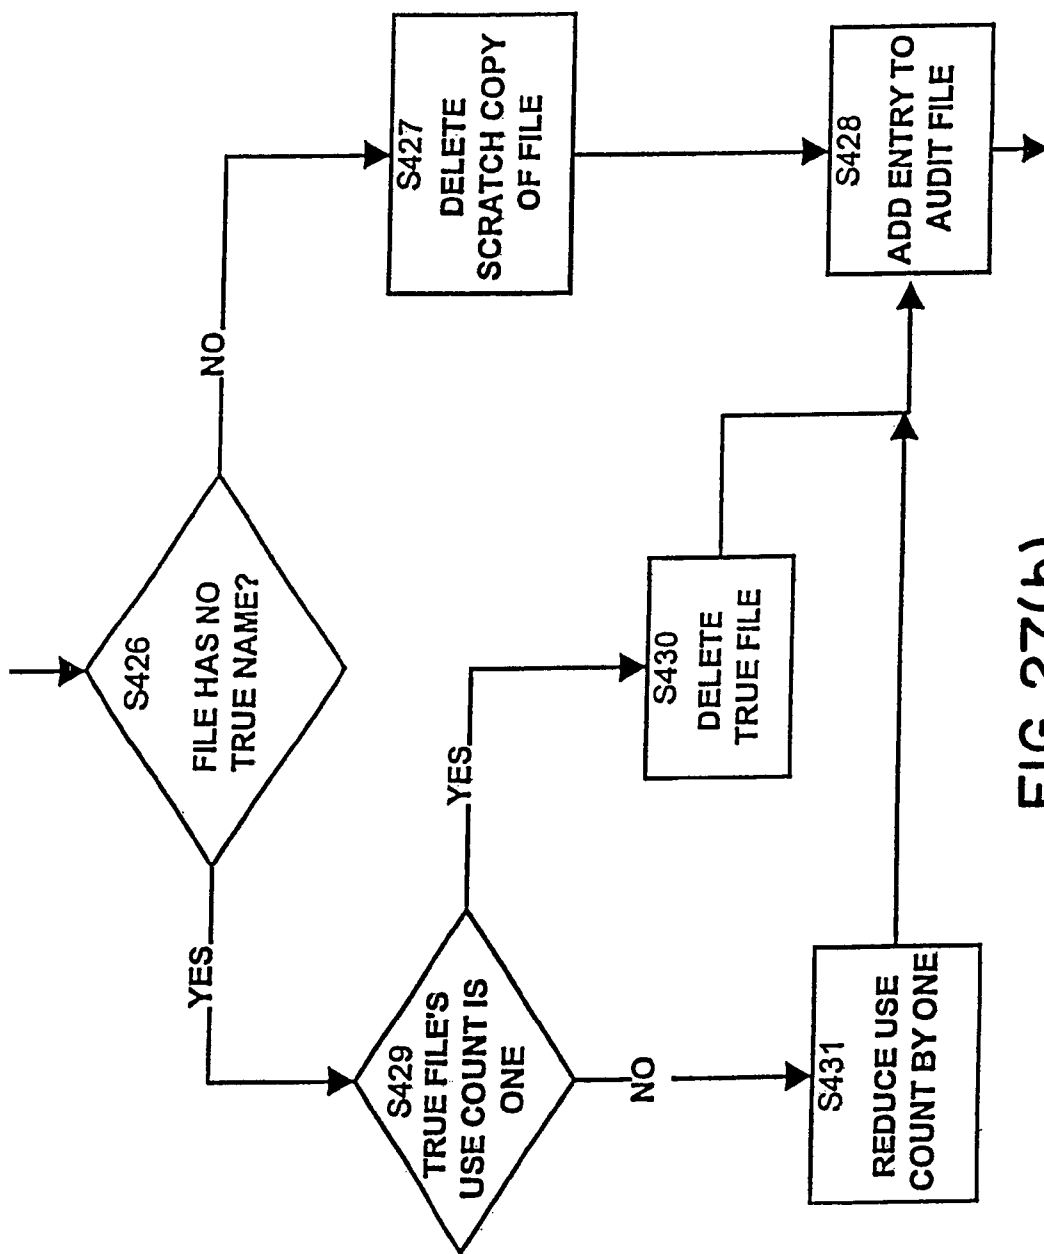 S426
FILE HAS NO
TRUE NAME?
YES
NO
S427
DELETE
SCRATCH COPY
OF FILE
S429
TRUE FILE'S
USE COUNT IS
ONE
YES
NO
S430
DELETE
TRUE FILE
S431
REDUCE USE
COUNT BY ONE
S428
ADD ENTRY TO
AUDIT FILE
FIG. 27(b)